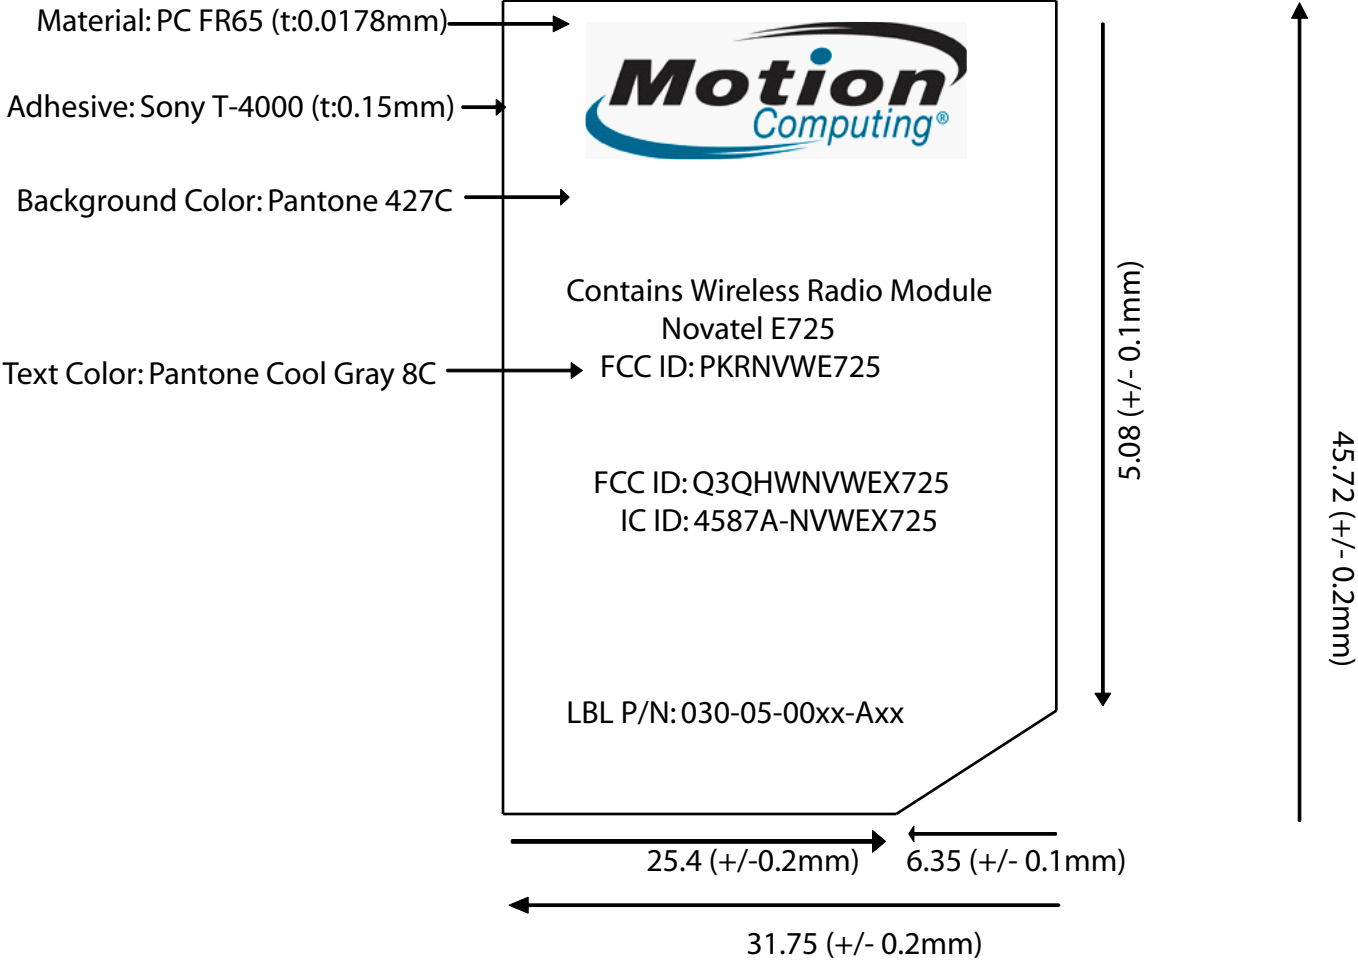 Material: PC FR65 (t:0.0178mm)
Motion
Computing®
Adhesive: Sony T-4000 (t:0.15mm)
Background Color: Pantone 427C
Contains Wireless Radio Module
Novatel E725
Text Color: Pantone Cool Gray 8C
FCC ID: PKRNVWE725
FCC ID: Q3QHWNVWEX725
IC ID: 4587A-NVWEX725
LBL P/N: 030-05-00xx-Axx
5.08 (+/- 0.1mm)
45.72 (+/- 0.2mm)
25.4 (+/-0.2mm)
6.35 (+/- 0.1mm)
31.75 (+/- 0.2mm)